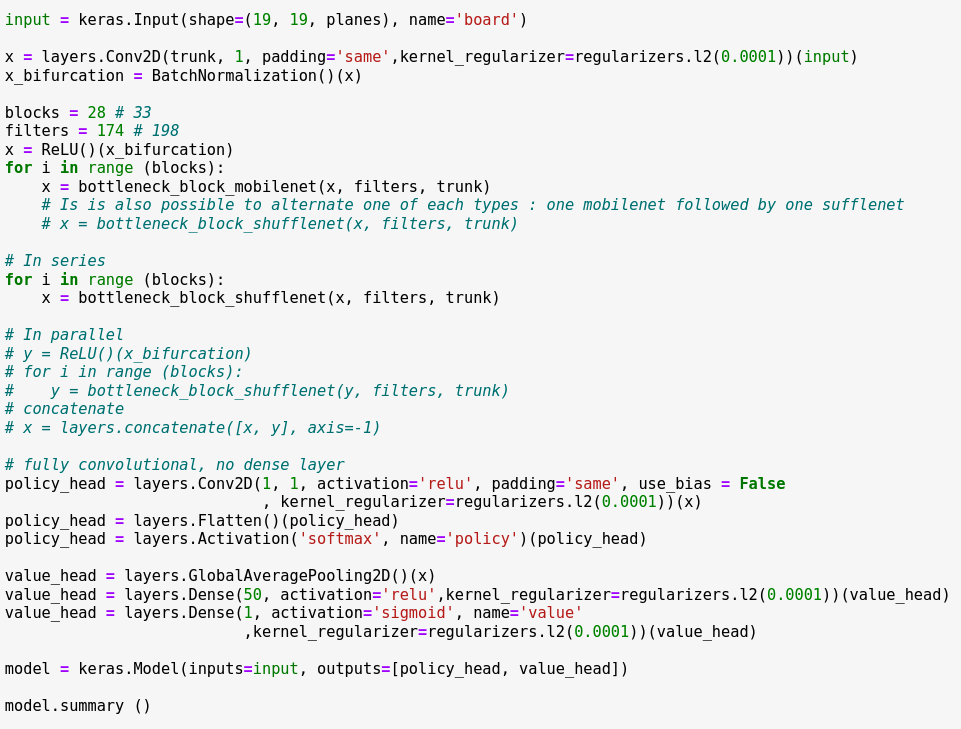 input = keras.Input(shape=(19, 19, planes), name='board')

x = layers.Conv2D(trunk, 1, padding='same',kernel_regularizer=regularizers.l2(0.0001))(input)
x_bifurcation = BatchNormalization()(x)

blocks = 28 # 33
filters = 174 # 198
x = ReLU()(x_bifurcation)
for i in range (blocks):
    x = bottleneck_block_mobilenet(x, filters, trunk)
    # Is is also possible to alternate one of each types : one mobilenet followed by one sufflenet
    # x = bottleneck_block_shufflenet(x, filters, trunk)

# In series
for i in range (blocks):
    x = bottleneck_block_shufflenet(x, filters, trunk)

# In parallel
# y = ReLU()(x_bifurcation)
# for i in range (blocks):
#    y = bottleneck_block_shufflenet(y, filters, trunk)
# concatenate
# x = layers.concatenate([x, y], axis=-1)

# fully convolutional, no dense layer
policy_head = layers.Conv2D(1, 1, activation='relu', padding='same', use_bias = False
                            , kernel_regularizer=regularizers.l2(0.0001))(x)
policy_head = layers.Flatten()(policy_head)
policy_head = layers.Activation('softmax', name='policy')(policy_head)

value_head = layers.GlobalAveragePooling2D()(x)
value_head = layers.Dense(50, activation='relu',kernel_regularizer=regularizers.l2(0.0001))(value_head)
value_head = layers.Dense(1, activation='sigmoid', name='value'
                          ,kernel_regularizer=regularizers.l2(0.0001))(value_head)

model = keras.Model(inputs=input, outputs=[policy_head, value_head])

model.summary ()